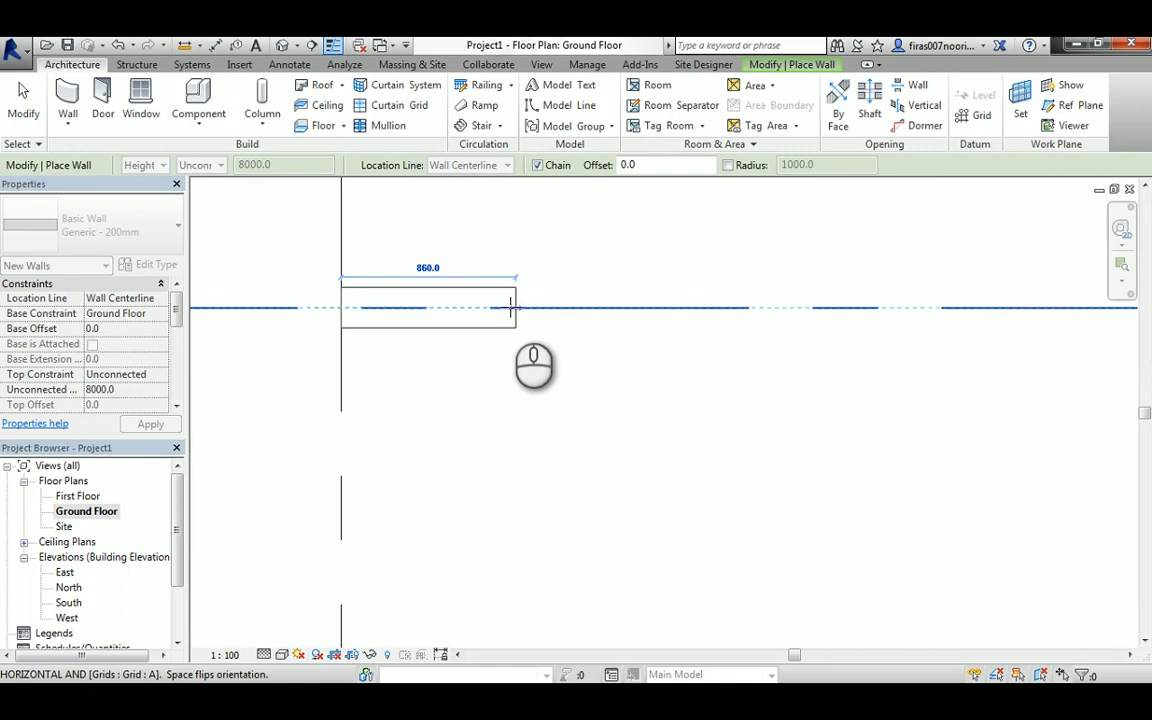 Project1 - Floor Plan: Ground Floor
Type a keyword or phrase
firas007noori...
Architecture Structure Systems Insert Annotate Analyze Massing & Site Collaborate View Manage Add-Ins Site Designer Modify | Place Wall
Modify
Wall
Door
Window
Component
Column
Roof
Ceiling
Floor
Curtain System
Curtain Grid
Mullion
Railing
Ramp
Stair
Model Text
Model Line
Model Group
Room
Room Separator
Tag Room
Area
Area Boundary
Tag Area
By
Face
Shaft
Wall
Vertical
Dormer
Level
Grid
Set
Show
Ref Plane
Viewer
Select Build Circulation Model Room & Area Opening Datum Work Plane
Modify | Place Wall Height Unconr 8000.0 Location Line: Wall Centerline Chain Offset: 0.0 Radius: 1000.0
Properties
Basic Wall
Generic - 200mm
New Walls Edit Type
Constraints
Location Line Wall Centerline
Base Constraint Ground Floor
Base Offset 0.0
Base is Attached
Base Extension ... 0.0
Top Constraint Unconnected
Unconnected ... 8000.0
Top Offset 0.0
Properties help Apply
860.0
Project Browser - Project1
Views (all)
Floor Plans
First Floor
Ground Floor
Site
Ceiling Plans
Elevations (Building Elevation
East
North
South
West
Legends
Schedules/Quantities
1 : 100
HORIZONTAL AND [Grids : Grid : A]. Space flips orientation.
:0
Main Model
:0